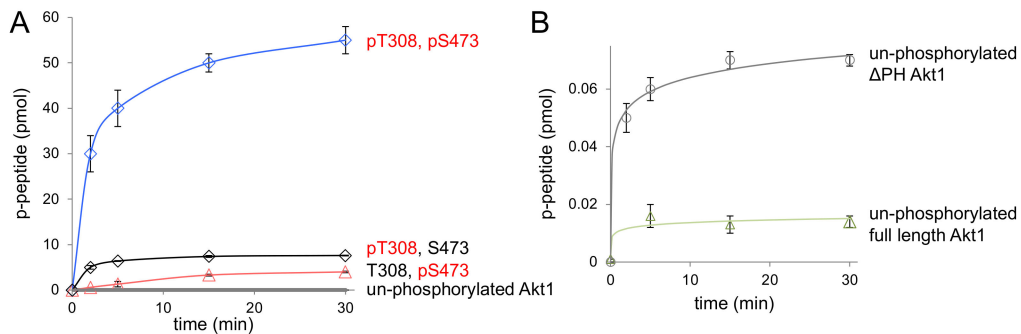 A
p-peptide (pmol)
60
50
40
30
20
10
0
0 10 20 30
time (min)
pT308, pS473
pT308, S473
T308, pS473
un-phosphorylated Akt1
B
p-peptide (pmol)
0.06
0.04
0.02
0
0 10 20 30
time (min)
un-phosphorylated
ΔPH Akt1
un-phosphorylated
full length Akt1